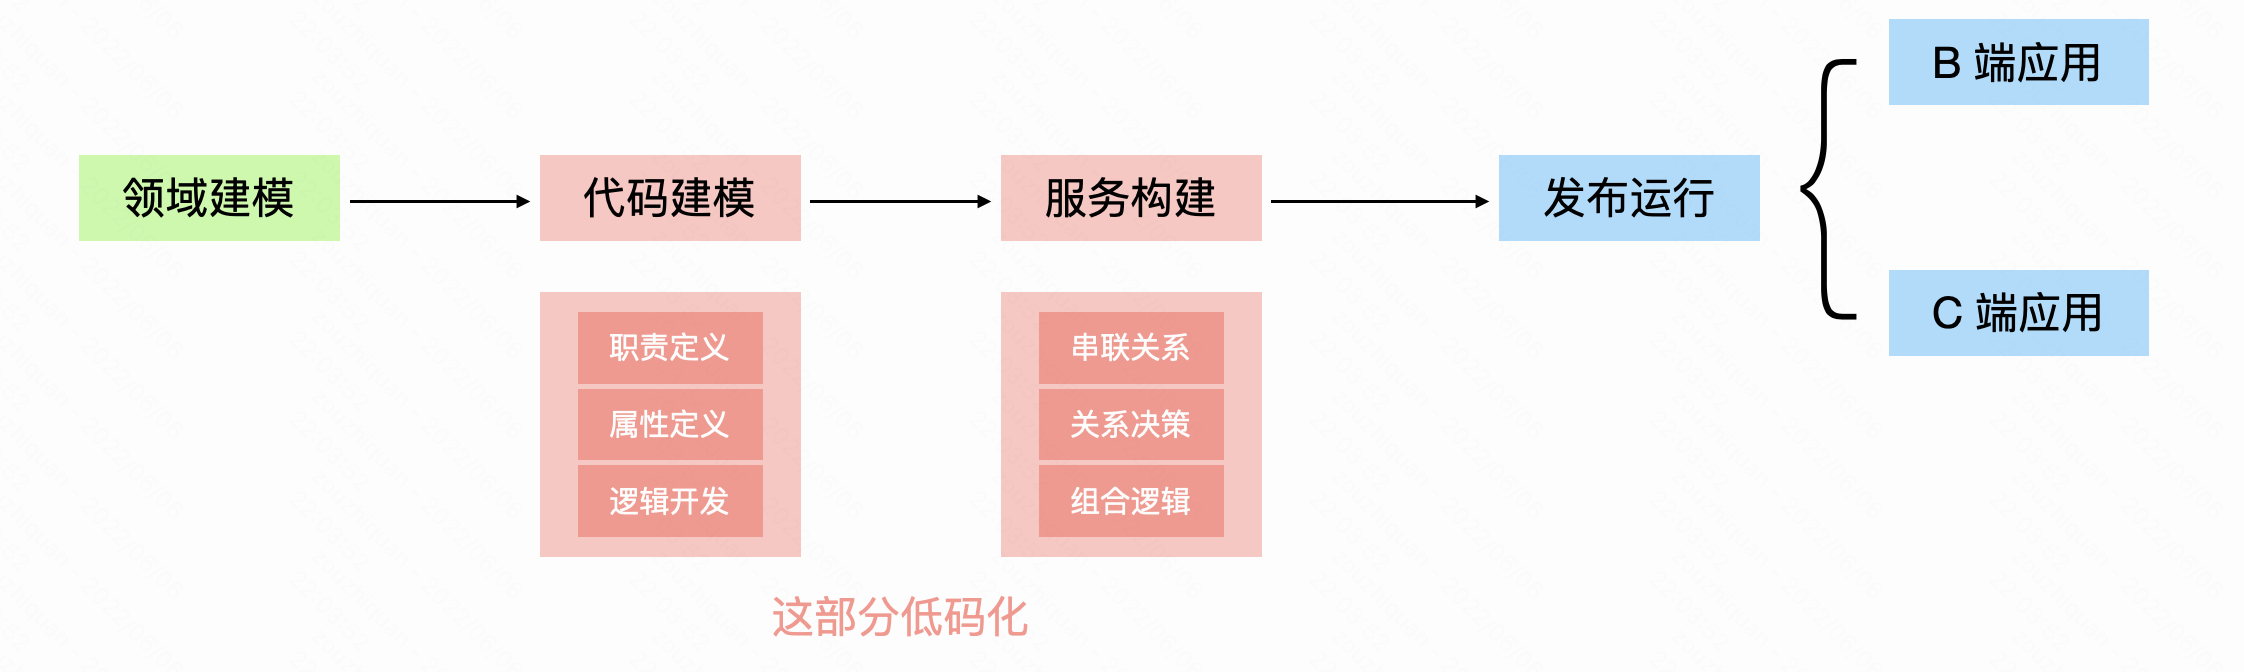 领域建模
代码建模
职责定义
属性定义
逻辑开发
服务构建
串联关系
关系决策
组合逻辑
这部分低码化
发布运行
B 端应用
C 端应用